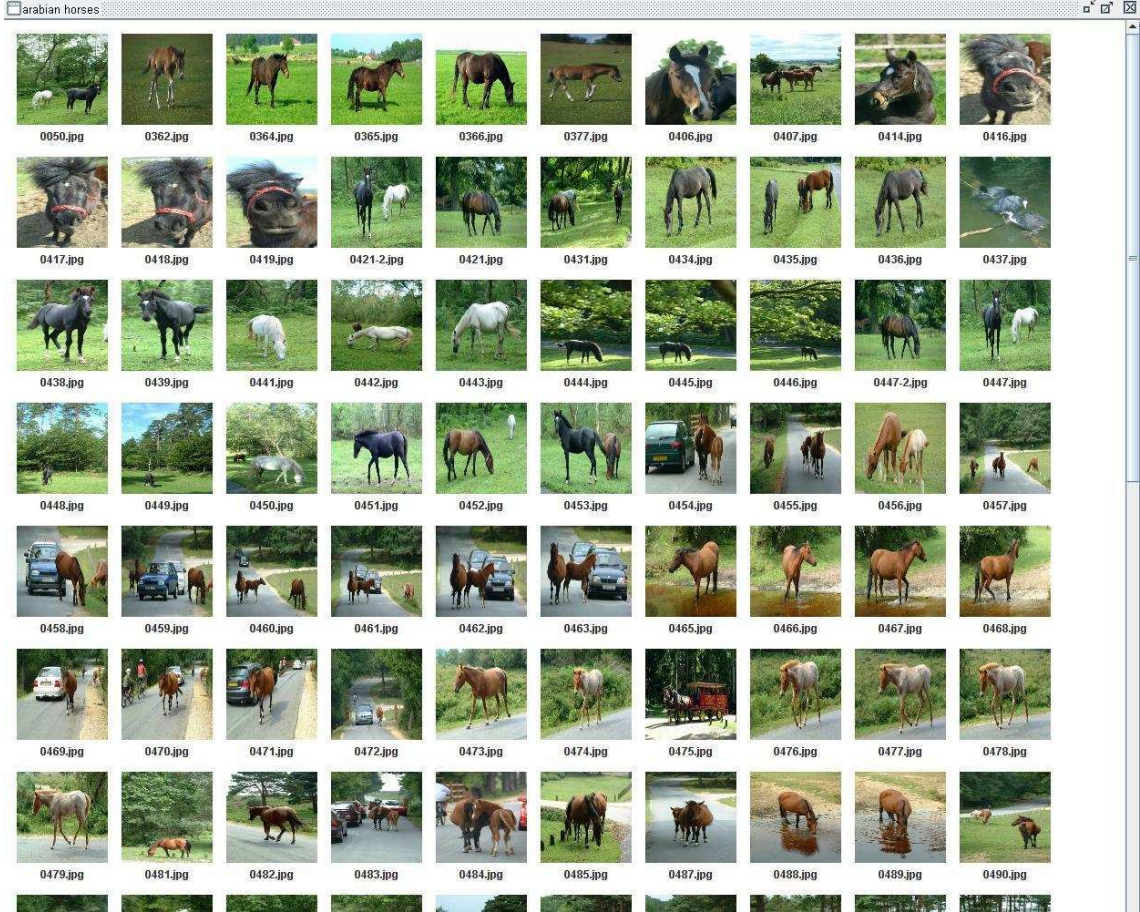 arabian horses
0050.jpg 0362.jpg 0364.jpg 0365.jpg 0366.jpg 0377.jpg 0406.jpg 0407.jpg 0414.jpg 0416.jpg
0417.jpg 0418.jpg 0419.jpg 0421-2.jpg 0421.jpg 0431.jpg 0434.jpg 0435.jpg 0436.jpg 0437.jpg
0438.jpg 0439.jpg 0441.jpg 0442.jpg 0443.jpg 0444.jpg 0445.jpg 0446.jpg 0447-2.jpg 0447.jpg
0448.jpg 0449.jpg 0450.jpg 0451.jpg 0452.jpg 0453.jpg 0454.jpg 0455.jpg 0456.jpg 0457.jpg
0458.jpg 0459.jpg 0460.jpg 0461.jpg 0462.jpg 0463.jpg 0465.jpg 0466.jpg 0467.jpg 0468.jpg
0469.jpg 0470.jpg 0471.jpg 0472.jpg 0473.jpg 0474.jpg 0475.jpg 0476.jpg 0477.jpg 0478.jpg
0479.jpg 0481.jpg 0482.jpg 0483.jpg 0484.jpg 0485.jpg 0487.jpg 0488.jpg 0489.jpg 0490.jpg